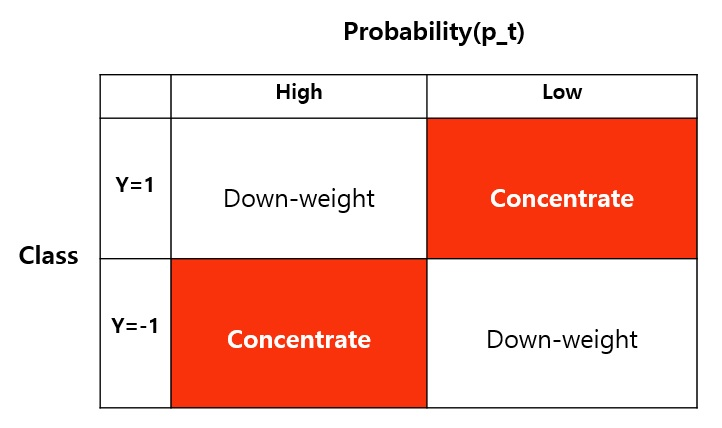 Probability(p_t)
High
Low
Y=1
Down-weight
Concentrate
Class
Y=-1
Concentrate
Down-weight